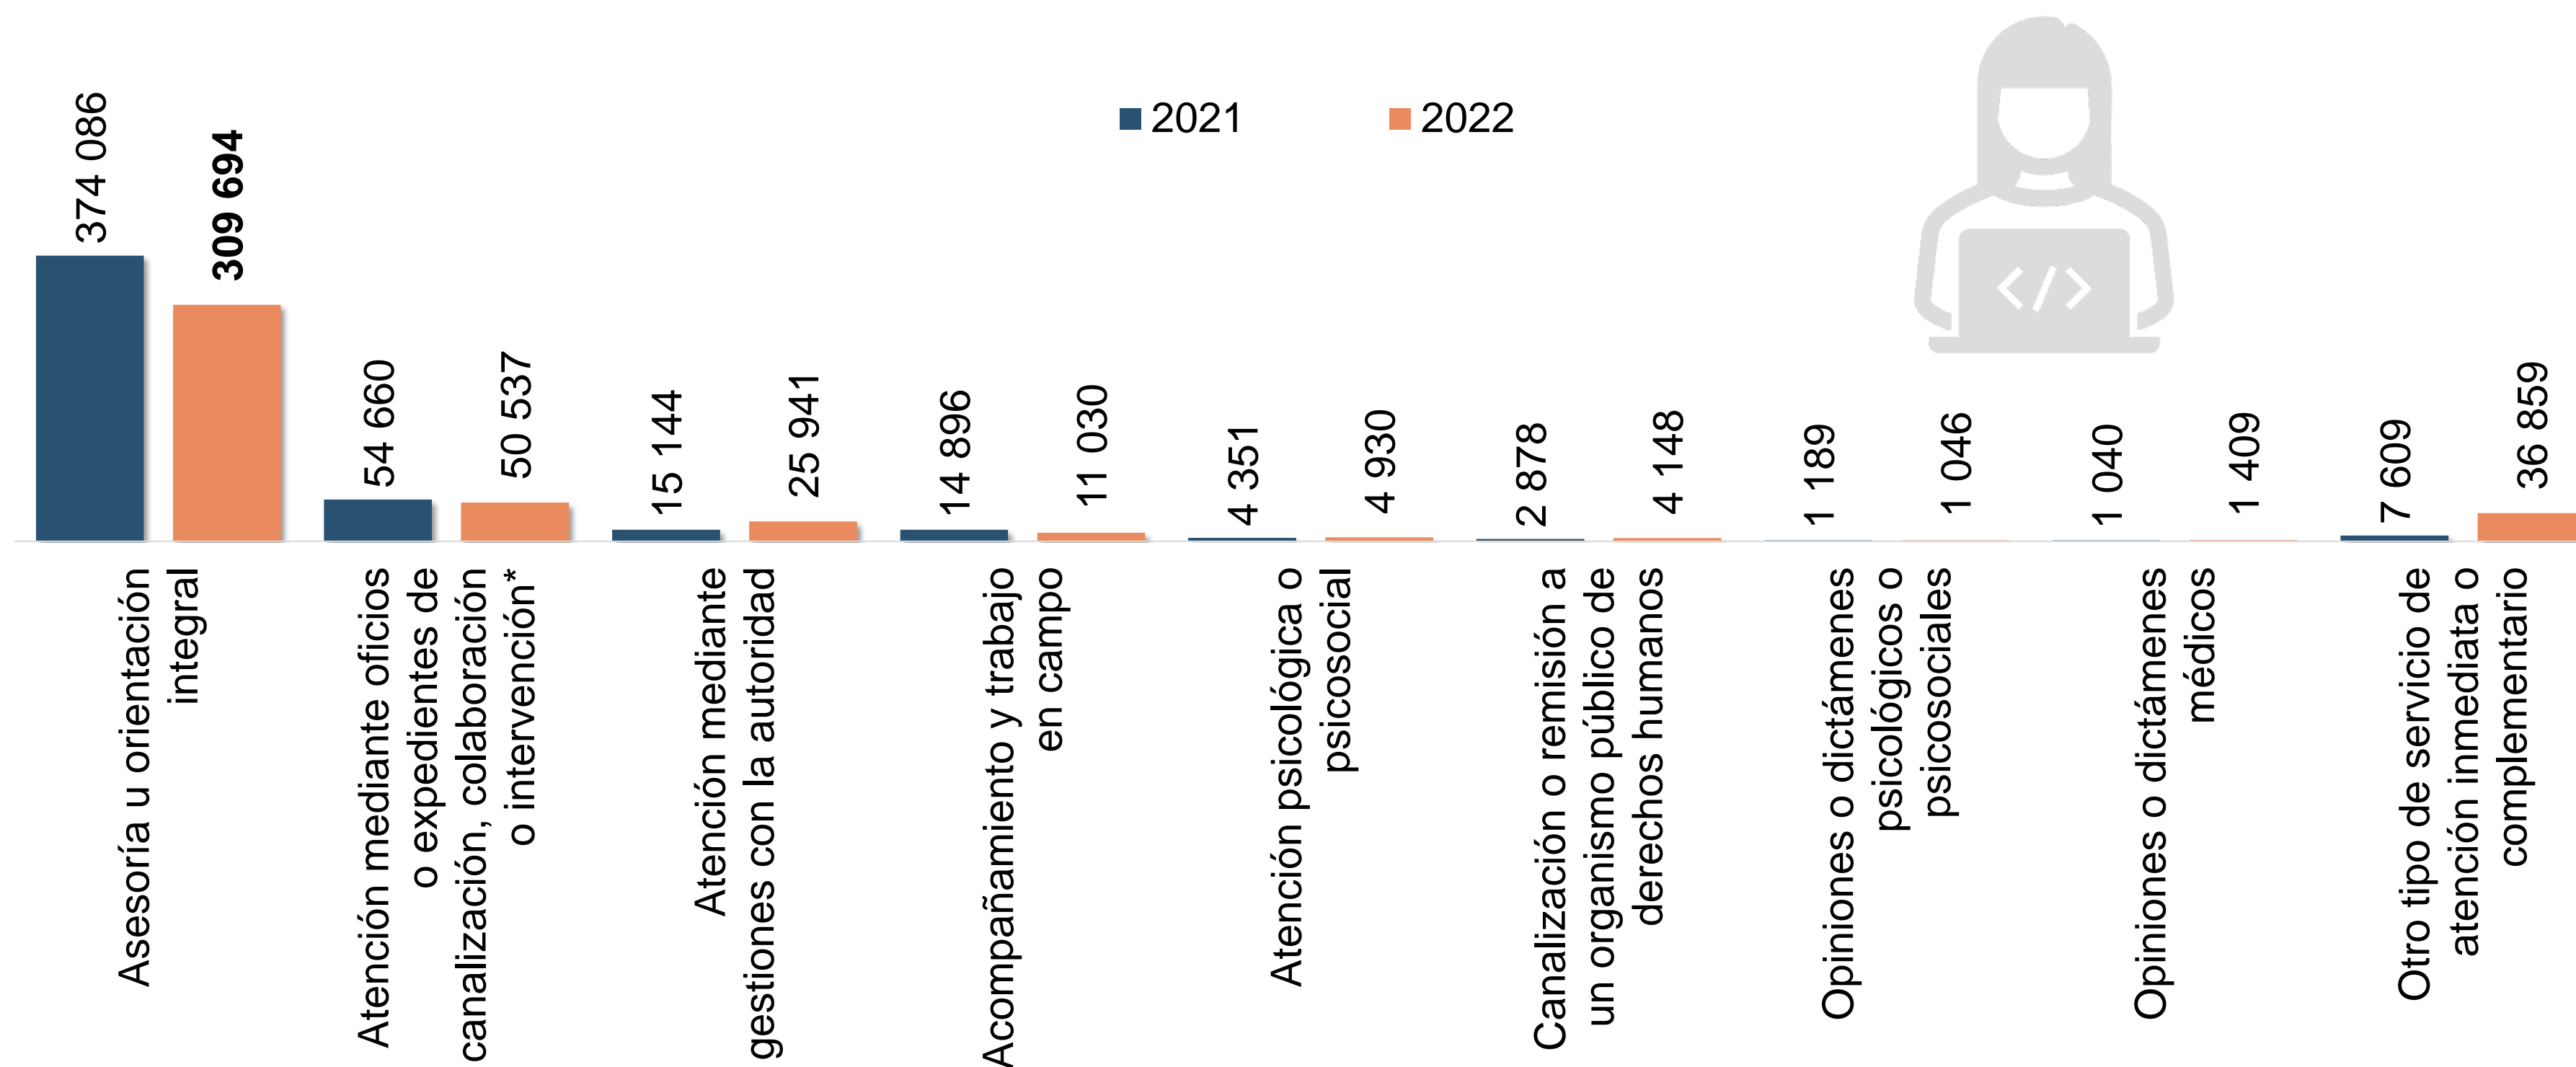 2021
2022
374 086
309 694
54 660
50 537
15 144
25 941
14 896
11 030
4 351
4 930
2 878
4 148
1 189
1 046
1 040
1 409
7 609
36 859
Asesoría u orientación
integral
Atención mediante oficios
o expedientes de
canalización, colaboración
o intervención*
Atención mediante
gestiones con la autoridad
Acompañamiento y trabajo
en campo
Atención psicológica o
psicosocial
Canalización o remisión a
un organismo público de
derechos humanos
Opiniones o dictámenes
psicológicos o
psicosociales
Opiniones o dictámenes
médicos
Otro tipo de servicio de
atención inmediata o
complementario